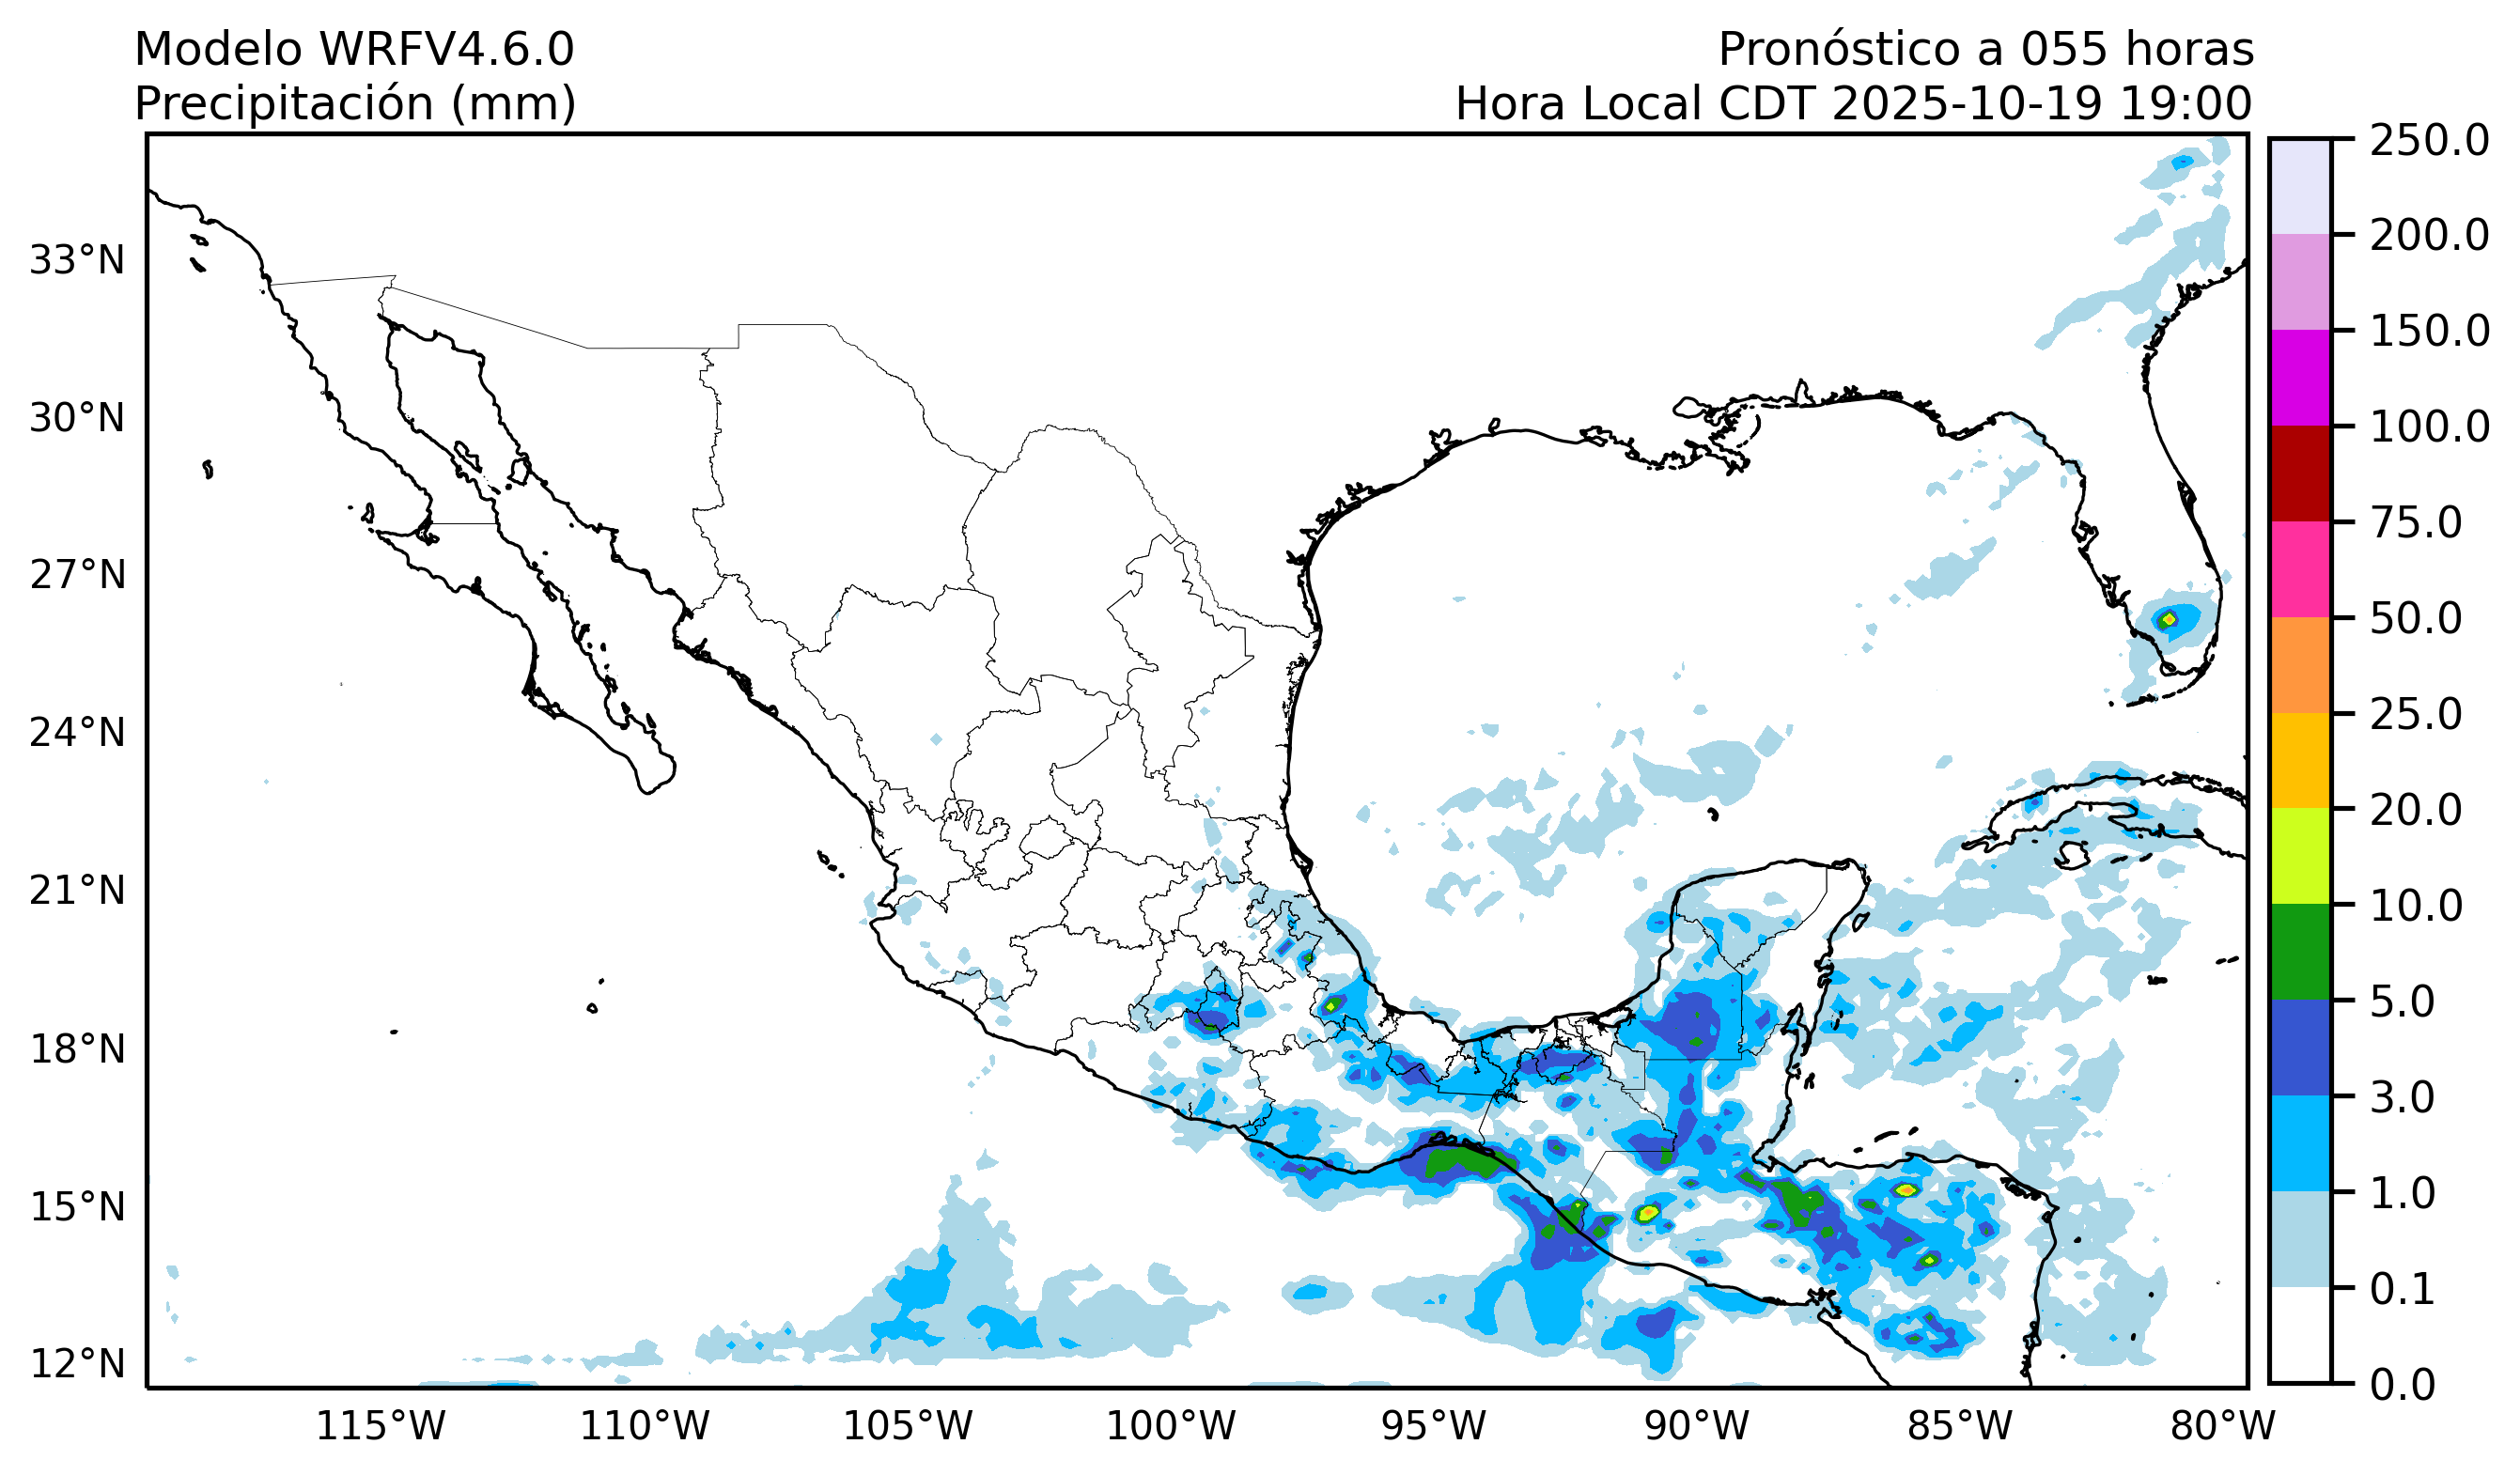 Modelo WRFV4.6.0
Precipitación (mm)
Pronóstico a 055 horas
Hora Local CDT 2025-10-19 19:00
33°N
30°N
27°N
24°N
21°N
18°N
15°N
12°N
115°W
110°W
105°W
100°W
95°W
90°W
85°W
80°W
250.0
200.0
150.0
100.0
75.0
50.0
25.0
20.0
10.0
5.0
3.0
1.0
0.1
0.0